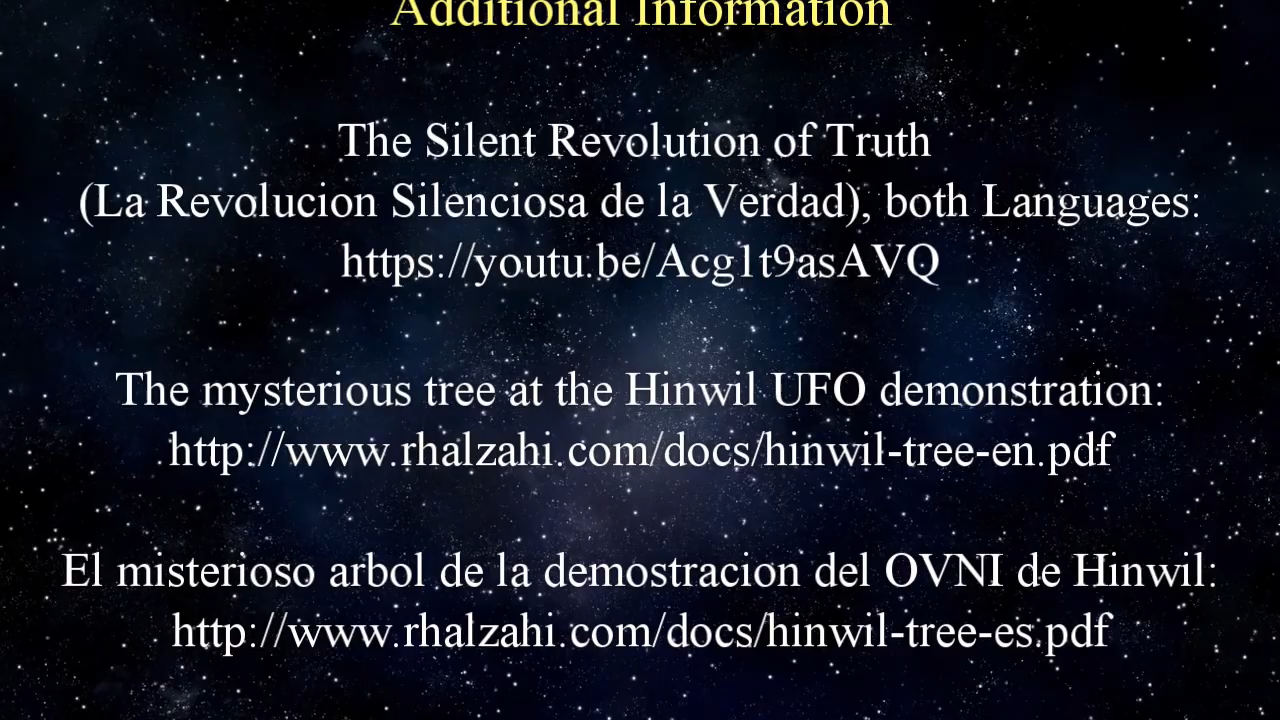 Additional Information
The Silent Revolution of Truth
(La Revolucion Silenciosa de la Verdad), both Languages:
https://youtu.be/Acg1t9asAVQ
The mysterious tree at the Hinwil UFO demonstration:
http://www.rhalzahi.com/docs/hinwil-tree-en.pdf
El misterioso arbol de la demostracion del OVNI de Hinwil:
http://www.rhalzahi.com/docs/hinwil-tree-es.pdf